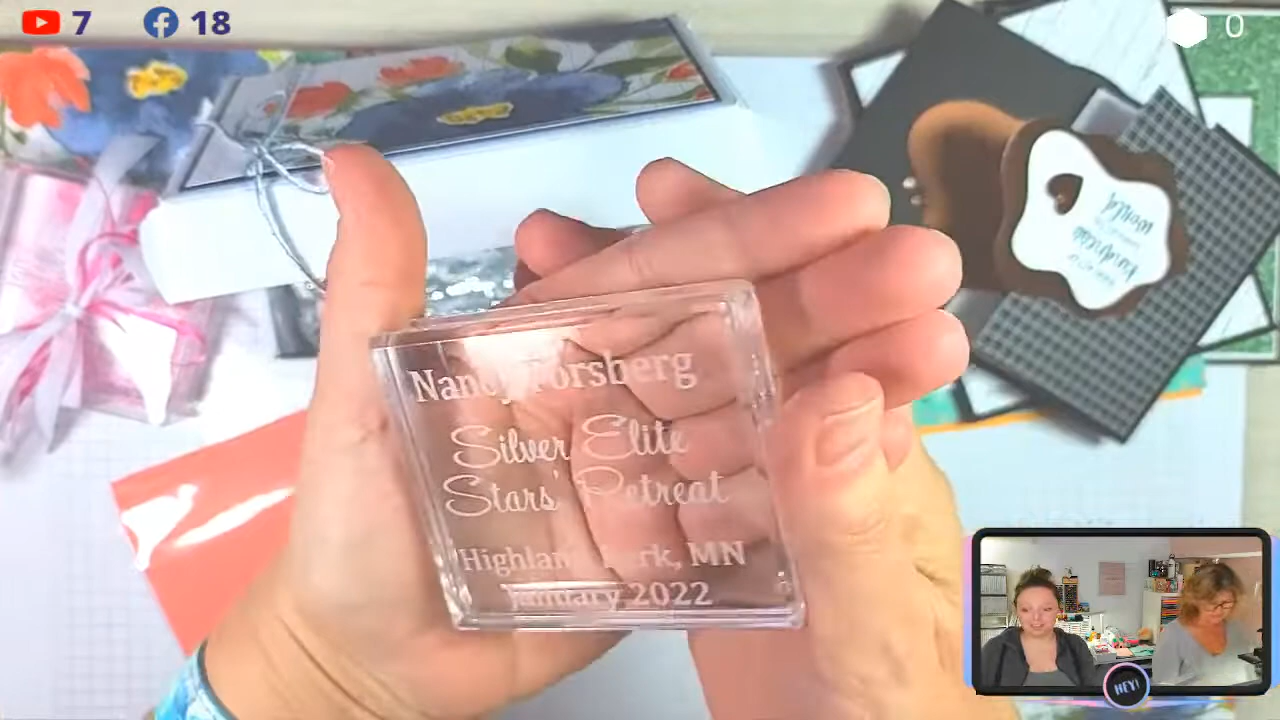 7
18
0
Nancy Forsberg
Silver Elite
Stars' Retreat
Highland Park, MN
January 2022
HEY!